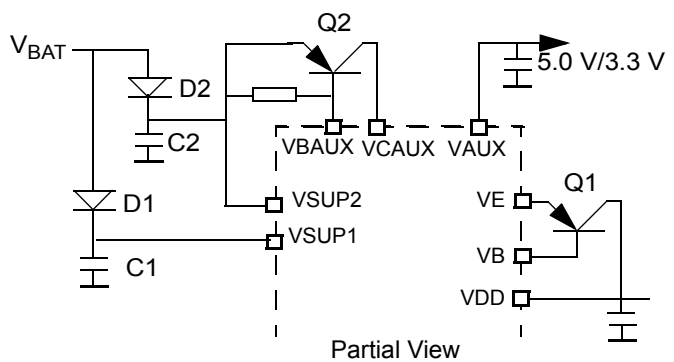 Q2
VBAT
D2
5.0 V/3.3 V
C2
VBAUX
VCAUX
VAUX
Q1
D1
VSUP2
VE
VSUP1
VB
C1
VDD
Partial View